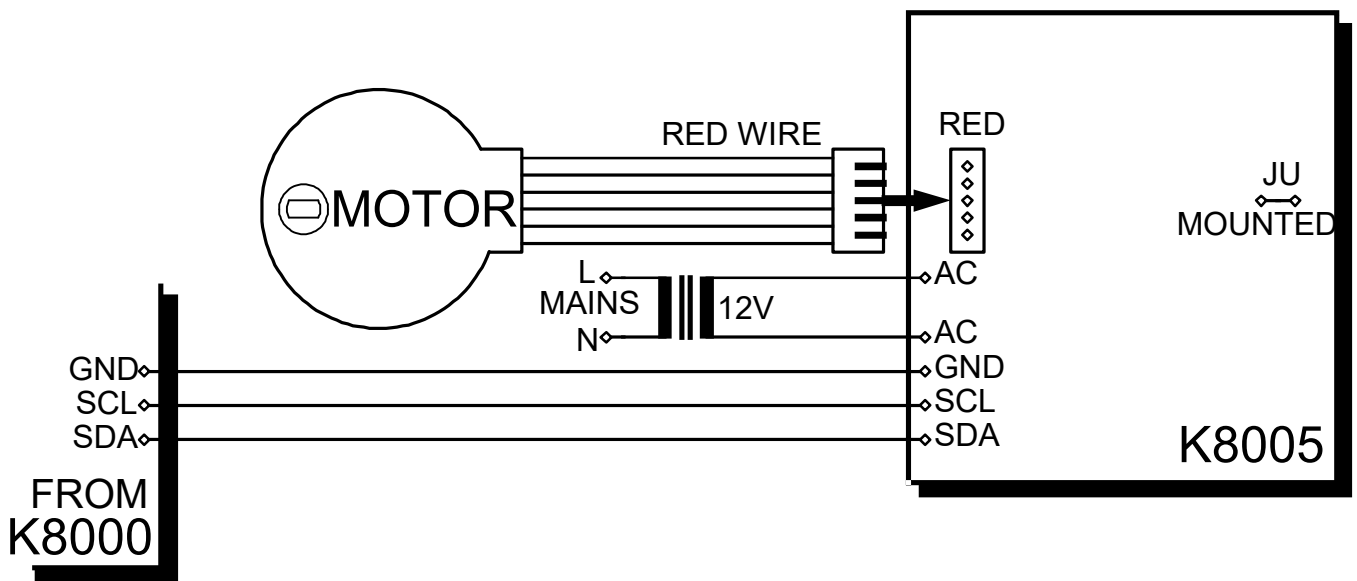 RED WIRE
RED
MOTOR
JU
MOUNTED
L
MAINS
12V
N
AC
AC
GND
GND
SCL
SCL
SDA
SDA
FROM
K8000
K8005